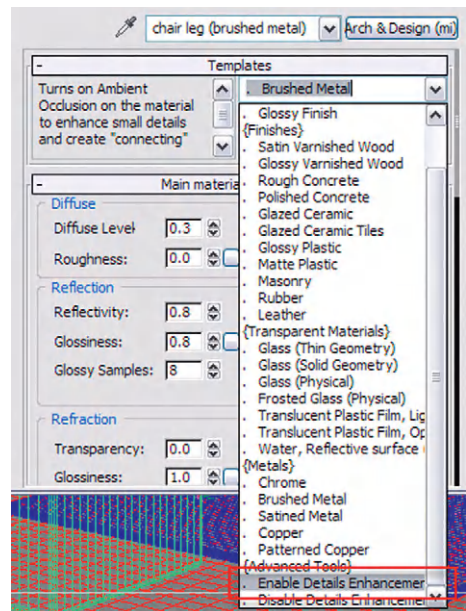 chair leg (brushed metal)
Arch & Design (mi)
- Templates
Turns on Ambient
Occlusion on the material
to enhance small details
and create "connecting"
. Brushed Metal
. Glossy Finish
{Finishes}
. Satin Varnished Wood
. Glossy Varnished Wood
. Rough Concrete
. Polished Concrete
. Glazed Ceramic
. Glazed Ceramic Tiles
. Glossy Plastic
. Matte Plastic
. Masonry
. Rubber
. Leather
{Transparent Materials}
. Glass (Thin Geometry)
. Glass (Solid Geometry)
. Glass (Physical)
. Frosted Glass (Physical)
. Translucent Plastic Film, Lig
. Translucent Plastic Film, Op
. Water, Reflective surface
{Metals}
. Chrome
. Brushed Metal
. Satined Metal
. Copper
. Patterned Copper
{Advanced Tools}
. Enable Details Enhancemer
. Disable Details Enhanceme
- Main materia
Diffuse
Diffuse Level 0.3
Roughness: 0.0
Reflection
Reflectivity: 0.8
Glossiness: 0.8
Glossy Samples: 8
Refraction
Transparency: 0.0
Glossiness: 1.0